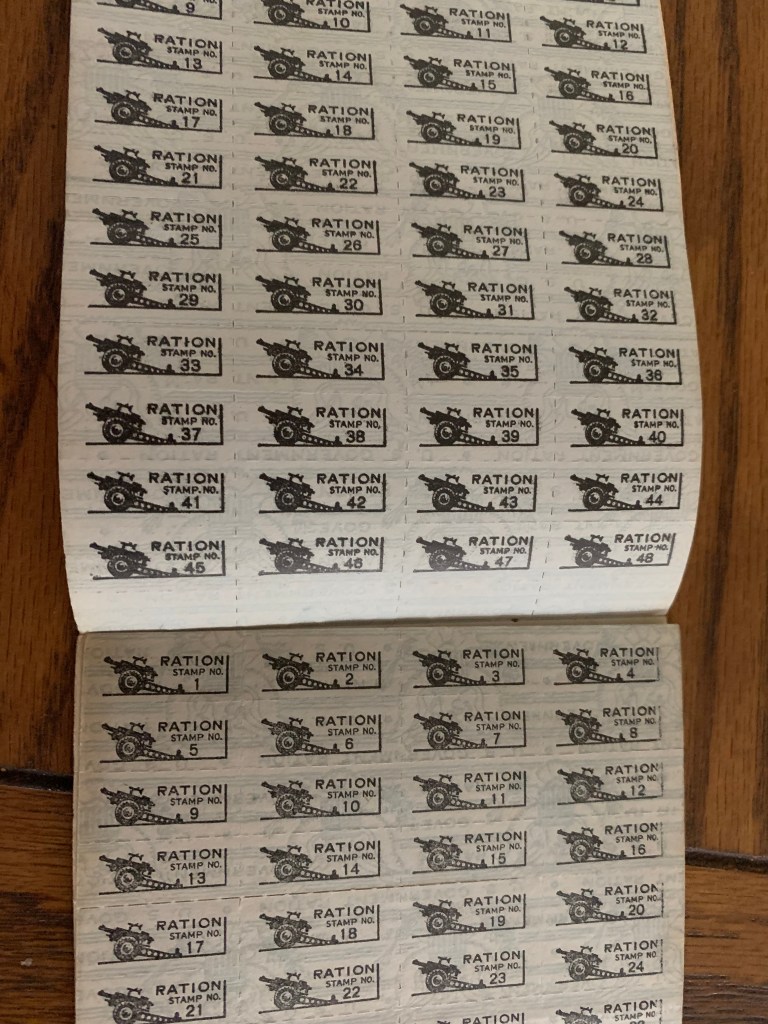 9
RATION
STAMP NO.
10
RATION
STAMP NO.
11
RATION
STAMP NO.
12
RATION
STAMP NO.
13
RATION
STAMP NO.
14
RATION
STAMP NO.
15
RATION
STAMP NO.
16
RATION
STAMP NO.
17
RATION
STAMP NO.
18
RATION
STAMP NO.
19
RATION
STAMP NO.
20
RATION
STAMP NO.
21
RATION
STAMP NO.
22
RATION
STAMP NO.
23
RATION
STAMP NO.
24
RATION
STAMP NO.
25
RATION
STAMP NO.
26
RATION
STAMP NO.
27
RATION
STAMP NO.
28
RATION
STAMP NO.
29
RATION
STAMP NO.
30
RATION
STAMP NO.
31
RATION
STAMP NO.
32
RATION
STAMP NO.
33
RATION
STAMP NO.
34
RATION
STAMP NO.
35
RATION
STAMP NO.
36
RATION
STAMP NO.
37
RATION
STAMP NO.
38
RATION
STAMP NO.
39
RATION
STAMP NO.
40
RATION
STAMP NO.
41
RATION
STAMP NO.
42
RATION
STAMP NO.
43
RATION
STAMP NO.
44
RATION
STAMP NO.
45
RATION
STAMP NO.
46
RATION
STAMP NO.
47
RATION
STAMP NO.
48
RATION
STAMP NO.
1
RATION
STAMP NO.
2
RATION
STAMP NO.
3
RATION
STAMP NO.
4
RATION
STAMP NO.
5
RATION
STAMP NO.
6
RATION
STAMP NO.
7
RATION
STAMP NO.
8
RATION
STAMP NO.
9
RATION
STAMP NO.
10
RATION
STAMP NO.
11
RATION
STAMP NO.
12
RATION
STAMP NO.
13
RATION
STAMP NO.
14
RATION
STAMP NO.
15
RATION
STAMP NO.
16
RATION
STAMP NO.
17
RATION
STAMP NO.
18
RATION
STAMP NO.
19
RATION
STAMP NO.
20
RATION
STAMP NO.
21
RATION
STAMP NO.
22
RATION
STAMP NO.
23
RATION
STAMP NO.
24
RATION
RATION
STAMP NO.